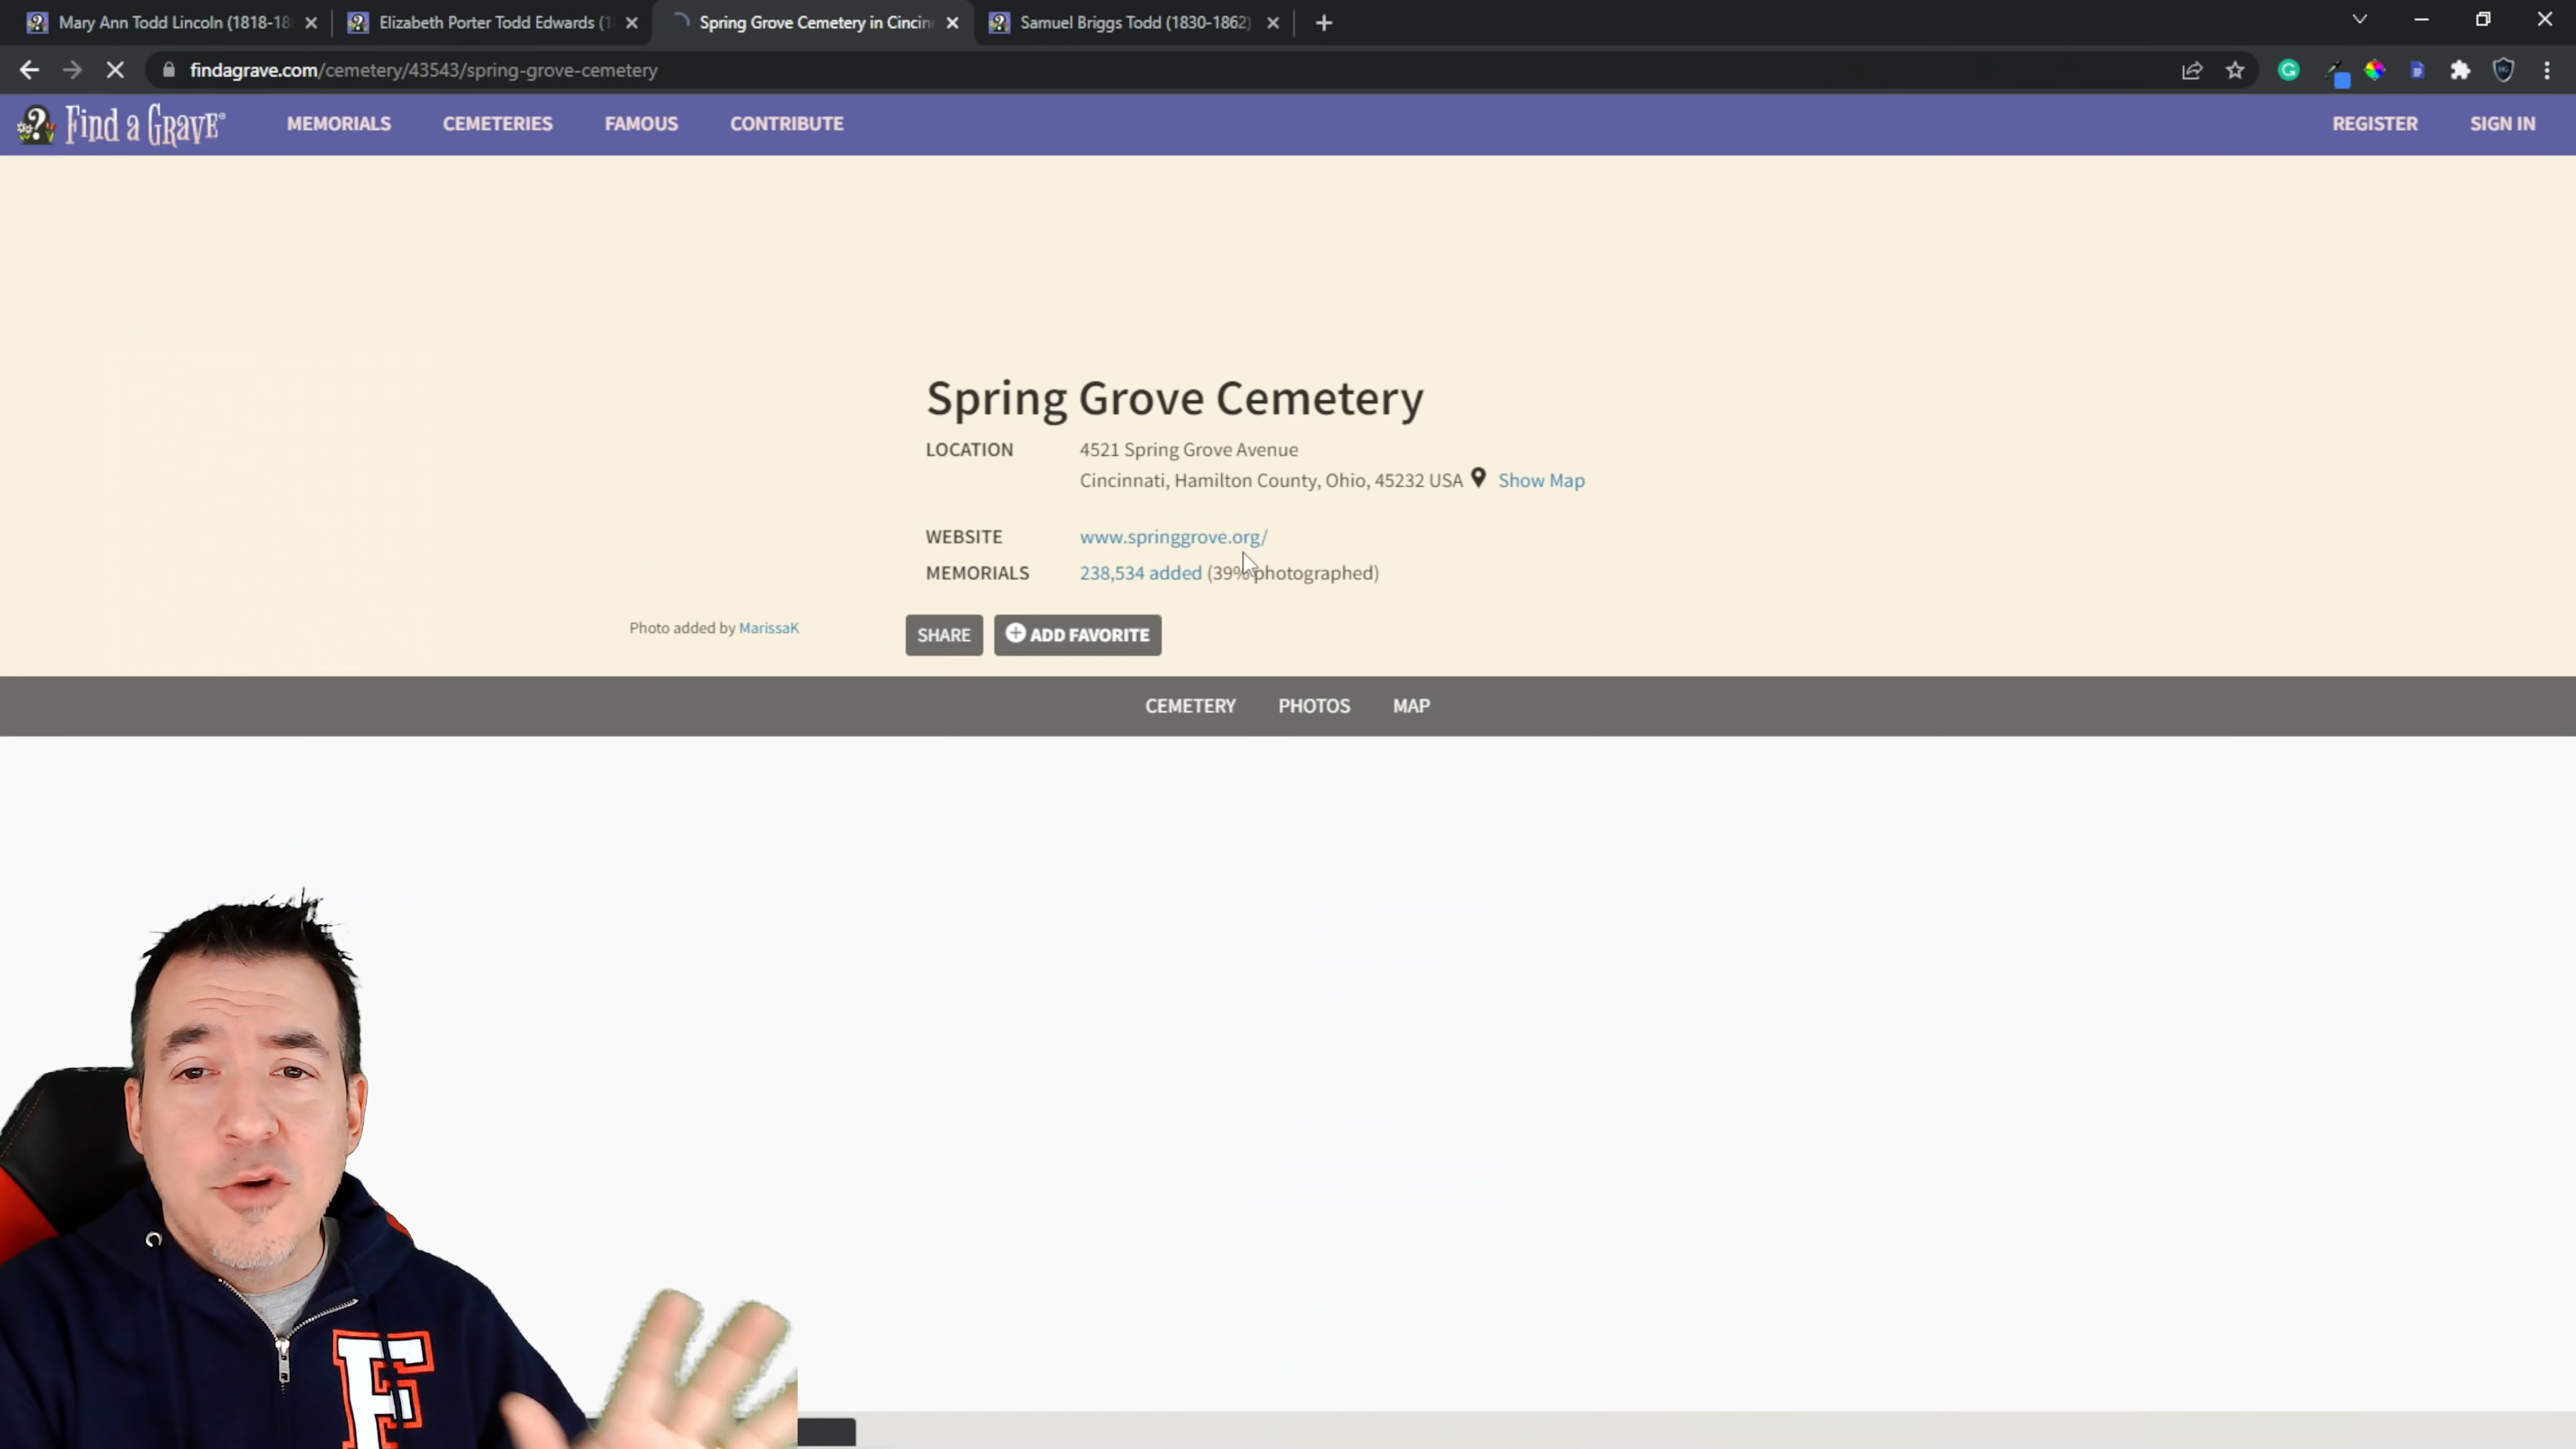 Mary Ann Todd Lincoln (1818-18
Elizabeth Porter Todd Edwards (1
Spring Grove Cemetery in Cincin
Samuel Briggs Todd (1830-1862)
findagrave.com/cemetery/43543/spring-grove-cemetery
Find a Grave®
MEMORIALS
CEMETERIES
FAMOUS
CONTRIBUTE
REGISTER
SIGN IN
Spring Grove Cemetery
LOCATION 4521 Spring Grove Avenue
Cincinnati, Hamilton County, Ohio, 45232 USA Show Map
WEBSITE www.springgrove.org/
MEMORIALS 238,534 added (39% photographed)
Photo added by MarissaK
SHARE
ADD FAVORITE
CEMETERY PHOTOS MAP
F